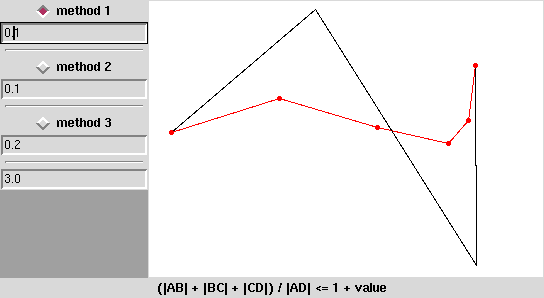 method 1
0.1
method 2
0.1
method 3
0.2
3.0
(|AB| + |BC| + |CD|) / |AD| <= 1 + value